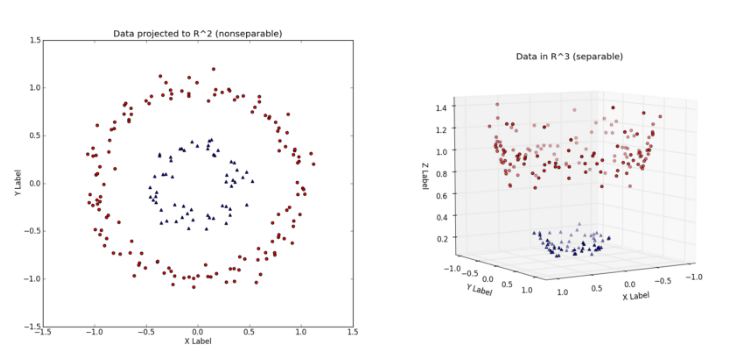 Data projected to R^2 (nonseparable)
1.5
1.0
0.5
0.0
−0.5
−1.0
−1.5
Y Label
−1.5 −1.0 −0.5 0.0 0.5 1.0 1.5
X Label
Data in R^3 (separable)
1.4
1.2
1.0
0.8
0.6
0.4
0.2
Z Label
−1.0 −0.5 0.0 0.5 1.0
Y Label
1.0 0.5 0.0 −0.5 −1.0
X Label